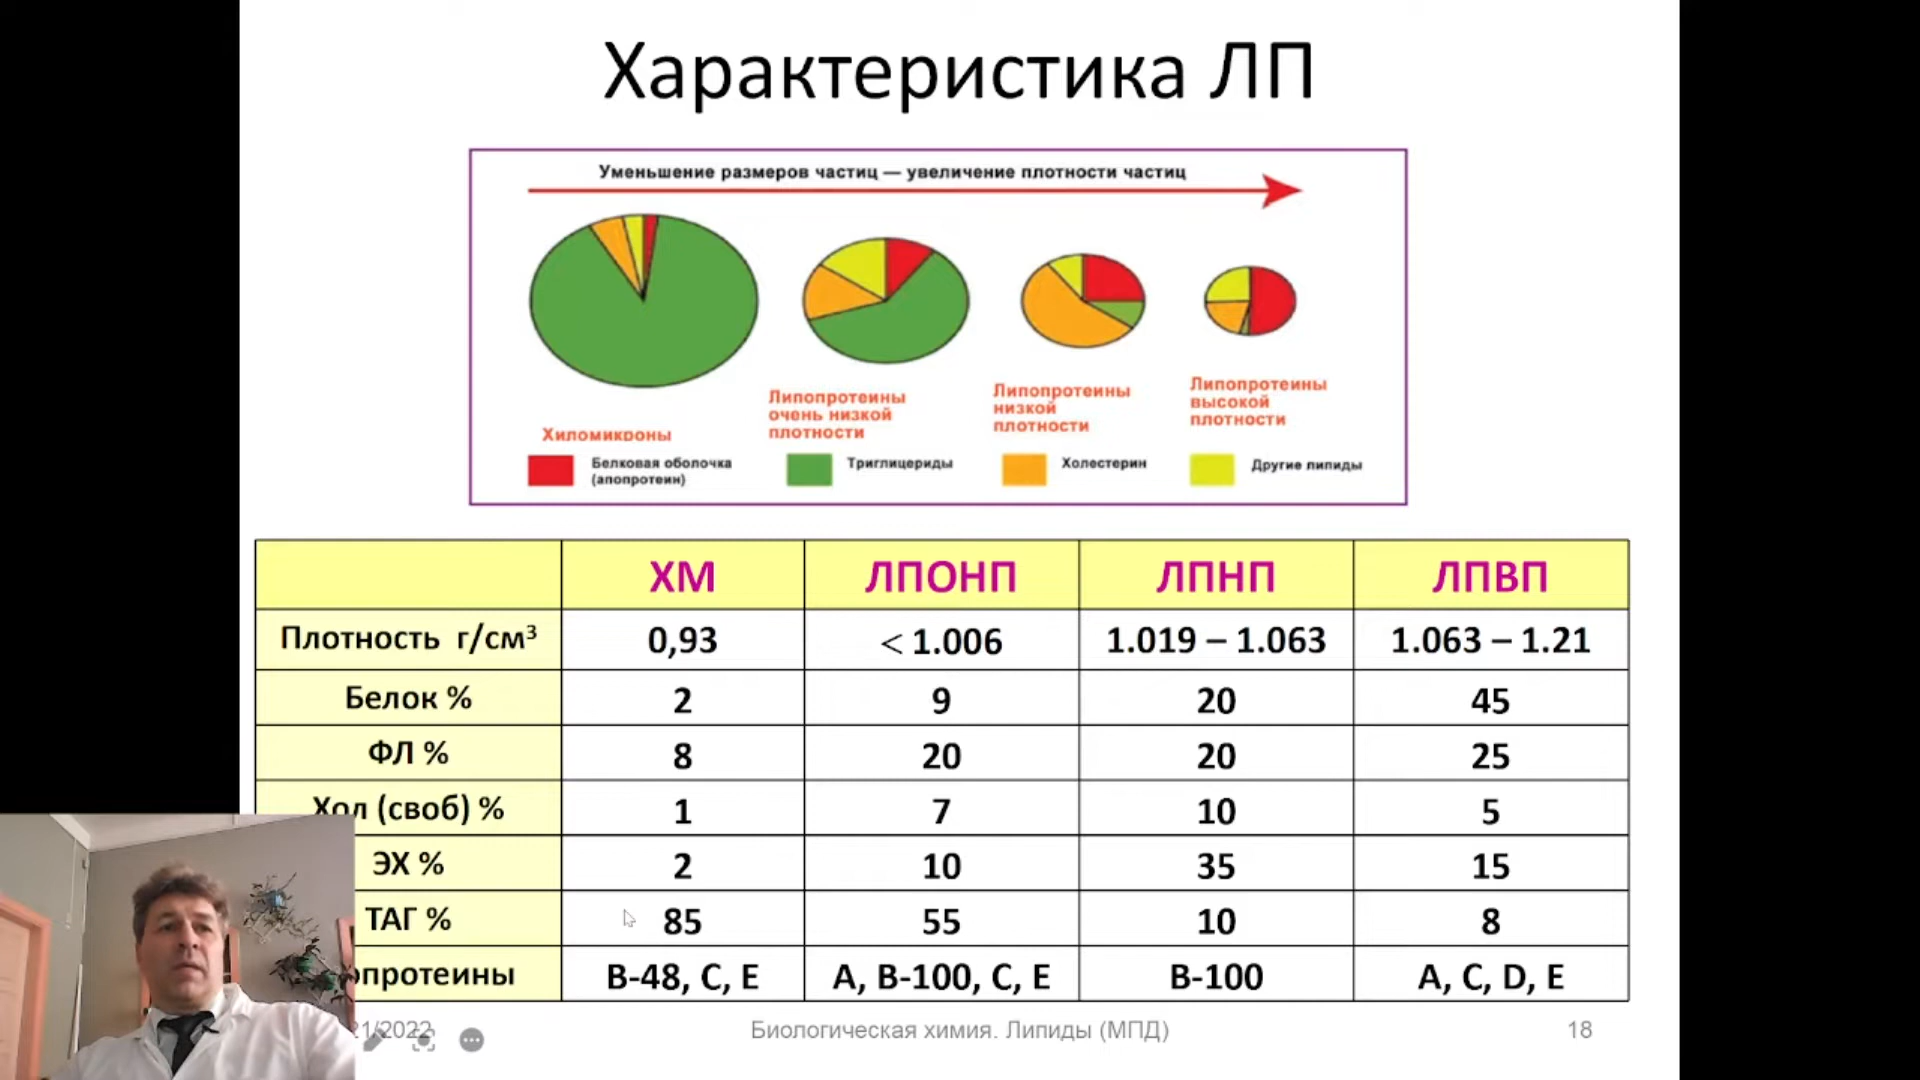 Характеристика ЛП
Уменьшение размеров частиц — увеличение плотности частиц
Хиломикроны
Липопротеины
очень низкой
плотности
Липопротеины
низкой
плотности
Липопротеины
высокой
плотности
Белковая оболочка
(апопротеин)
Триглицериды
Холестерин
Другие липиды
ХМ ЛПОНП ЛПНП ЛПВП
Плотность г/см³ 0,93 < 1.006 1.019 – 1.063 1.063 – 1.21
Белок % 2 9 20 45
ФЛ % 8 20 20 25
Хол (своб) % 1 7 10 5
ЭХ % 2 10 35 15
ТАГ % 85 55 10 8
опротеины B-48, C, E A, B-100, C, E B-100 A, C, D, E
21/2022 Биологическая химия. Липиды (МПД) 18